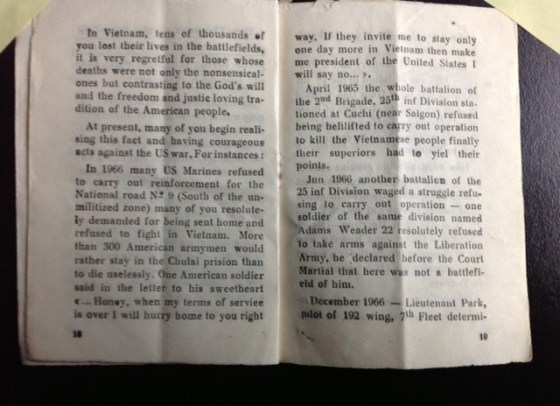 In Vietnam, tens of thousands of
you lost their lives in the battlefields,
it is very regretful for those whose
deaths were not only the nonsensical-
ones but contrasting to the God's will
and the freedom and justic loving tra-
dition of the American people.
At present, many of you begin reali-
sing this fact and having courageous
acts against the US war. For instances :
In 1966 many US Marines refused
to carry out reinforcement for the
National road Nº 9 (South of the un-
militized zone) many of you resolute-
ly demanded for being sent home and
refused to fight in Vietnam. More
than 300 American armymen would
rather stay in the Chulai prision than
to die uselessly. One American soldier
said in the letter to his sweetheart
«... Honey, when my terms of serviee
is over I will hurry home to you right
18
way. If they invite me to stay only
one day more in Vietnam then make
me president of the United States I
will say no... ».
April 1965 the whole battalion of
the 2nd Brigade, 25th inf Division sta-
tioned at Cuchi (near Saigon) refused
being helilifted to carry out operation
to kill the Vietnamese people finally
their superiors had to yiel their
points.
Jun 1966 another battalion of the
25 inf Division waged a struggle refu-
sing to carry out operation — one
soldier of the same division named
Adams Weader 22 resolutely refused
to take arms against the Liberation
Army, he declared before the Court
Martial that here was not a battlefi-
eld of him.
December 1966 — Lieutenant Park,
pulot of 192 wing, 7th Fleet determi-
19